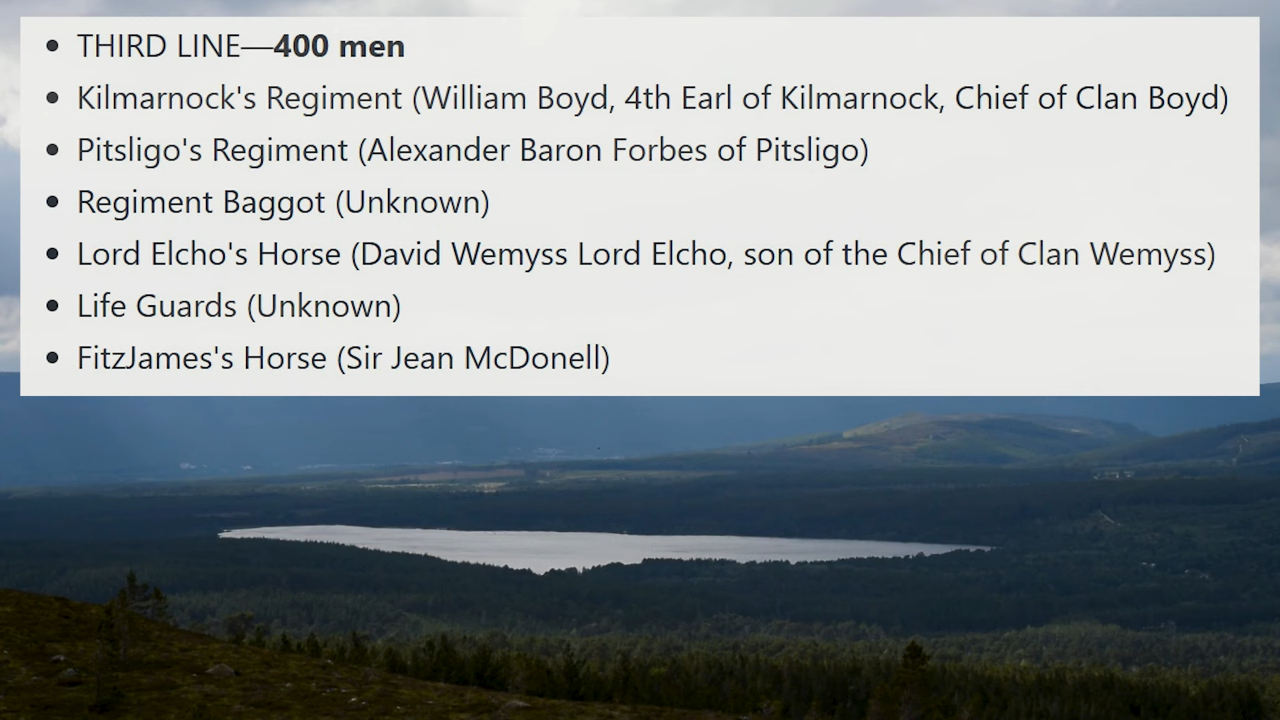 • THIRD LINE—400 men
• Kilmarnock's Regiment (William Boyd, 4th Earl of Kilmarnock, Chief of Clan Boyd)
• Pitsligo's Regiment (Alexander Baron Forbes of Pitsligo)
• Regiment Baggot (Unknown)
• Lord Elcho's Horse (David Wemyss Lord Elcho, son of the Chief of Clan Wemyss)
• Life Guards (Unknown)
• FitzJames's Horse (Sir Jean McDonell)